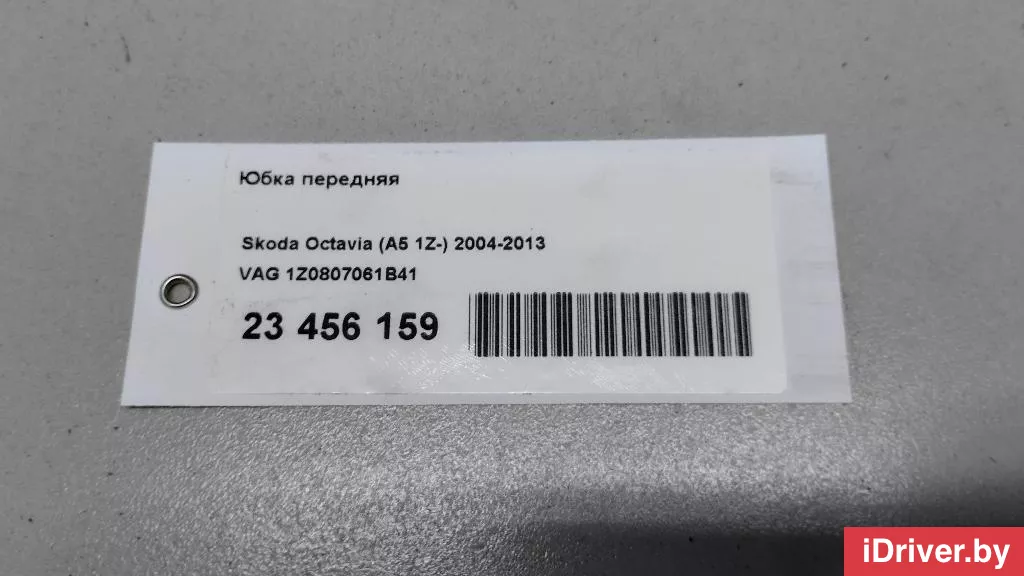 Юбка передняя
Skoda Octavia (A5 1Z-) 2004-2013
VAG 1Z0807061B41
23 456 159
iDriver.by